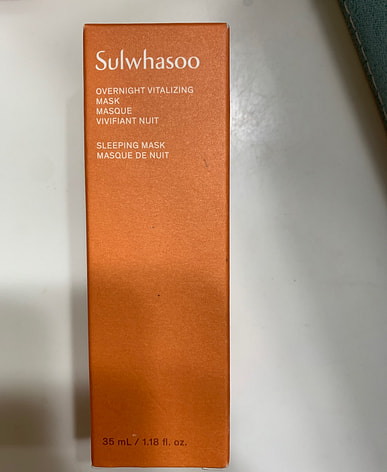 Sulwhasoo
OVERNIGHT VITALIZING
MASK
MASQUE
VIVIFIANT NUIT
SLEEPING MASK
MASQUE DE NUIT
35 mL / 1.18 fl. oz.